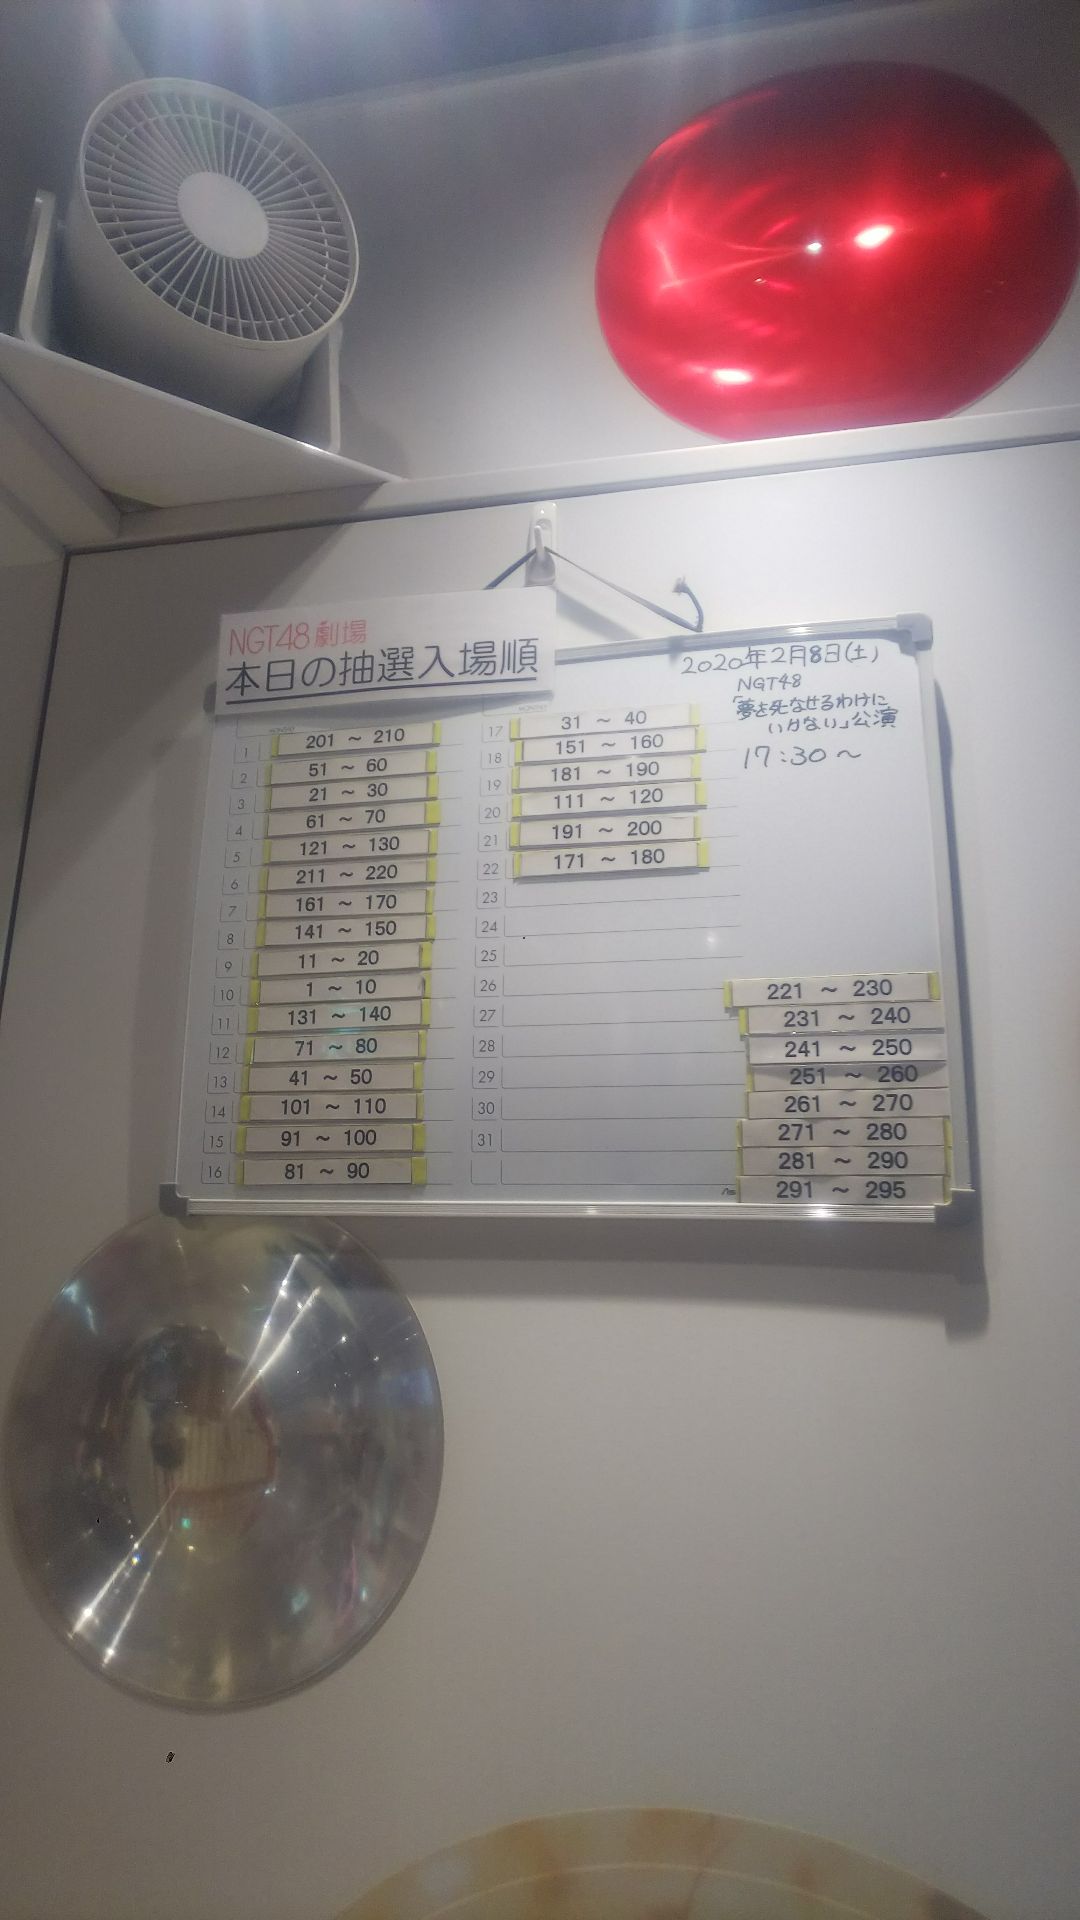 NGT48劇場
本日の抽選入場順
2020年2月8日(土)
NGT48
「夢を死なせるわけに
いかない」公演
17:30～
MONDAY
1 201 ～ 210
2 51 ～ 60
3 21 ～ 30
4 61 ～ 70
5 121 ～ 130
6 211 ～ 220
7 161 ～ 170
8 141 ～ 150
9 11 ～ 20
10 1 ～ 10
11 131 ～ 140
12 71 ～ 80
13 41 ～ 50
14 101 ～ 110
15 91 ～ 100
16 81 ～ 90
MONDAY
17 31 ～ 40
18 151 ～ 160
19 181 ～ 190
20 111 ～ 120
21 191 ～ 200
22 171 ～ 180
23
24
25
26
27
28
29
30
31
221 ～ 230
231 ～ 240
241 ～ 250
251 ～ 260
261 ～ 270
271 ～ 280
281 ～ 290
291 ～ 295